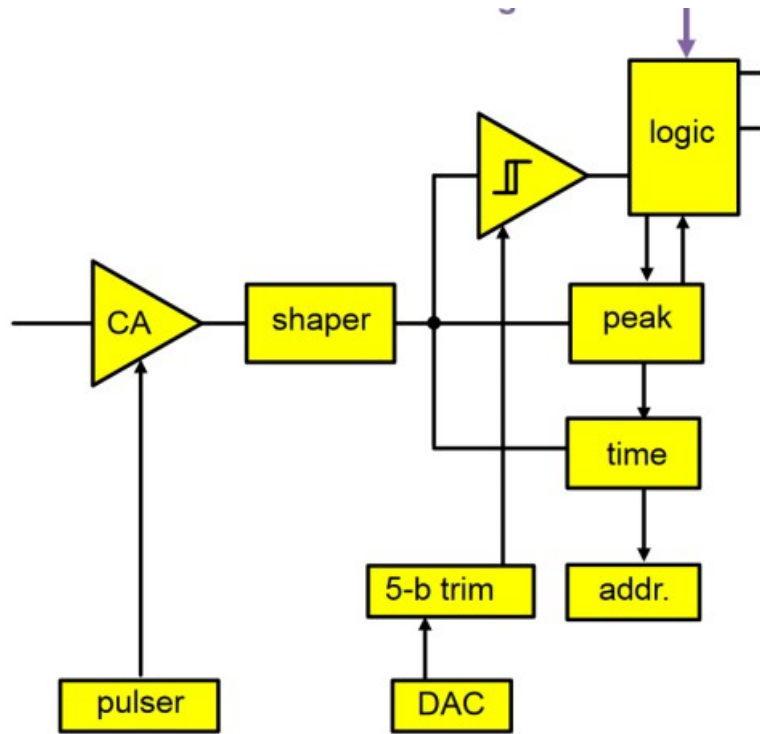 logic
CA
shaper
peak
time
5-b trim
addr.
pulser
DAC